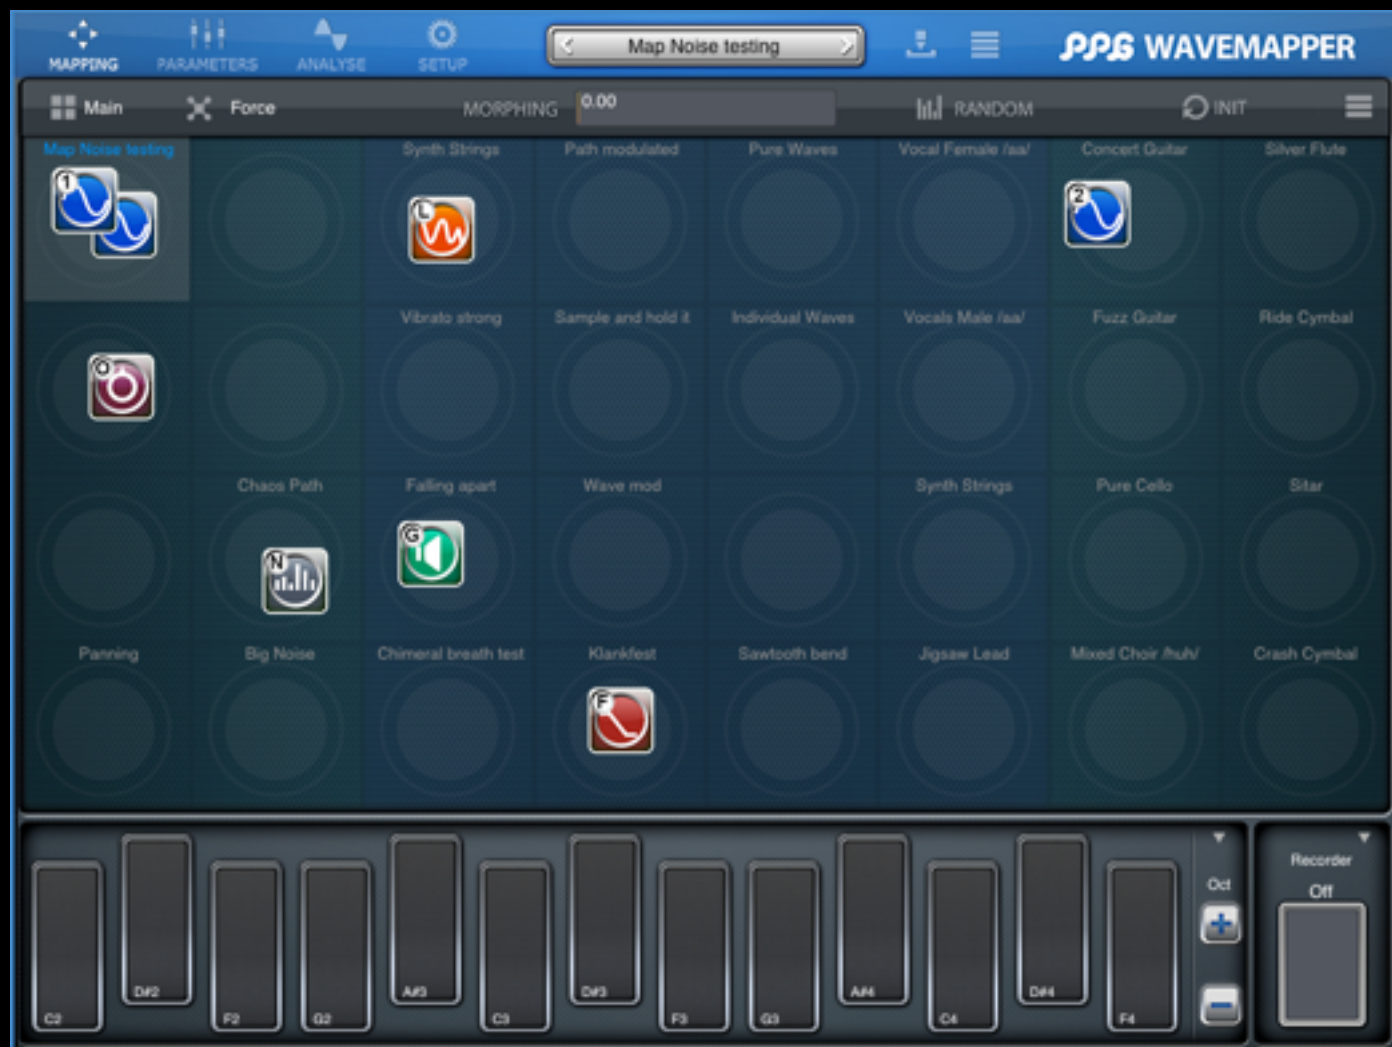 MAPPING PARAMETERS ANALYSE SETUP Map Noise testing PPG WAVEMAPPER
Main Force MORPHING 0.00 RANDOM INIT
Map Noise testing Synth Strings Path modulated Pure Waves Vocal Female /aa/ Concert Guitar Silver Flute
1 L 2
Vibrato strong Sample and hold it Individual Waves Vocals Male /aa/ Fuzz Guitar Ride Cymbal
O
Chaos Path Falling apart Wave mod Synth Strings Pure Cello Sitar
N G
Panning Big Noise Chimeral breath test Klankfest Sawtooth bend Jigsaw Lead Mixed Choir /huh/ Crash Cymbal
F
Recorder
Oct Off
D#2 A#3 D#3 A#4 D#4
C2 F2 G2 C3 F3 G3 C4 F4